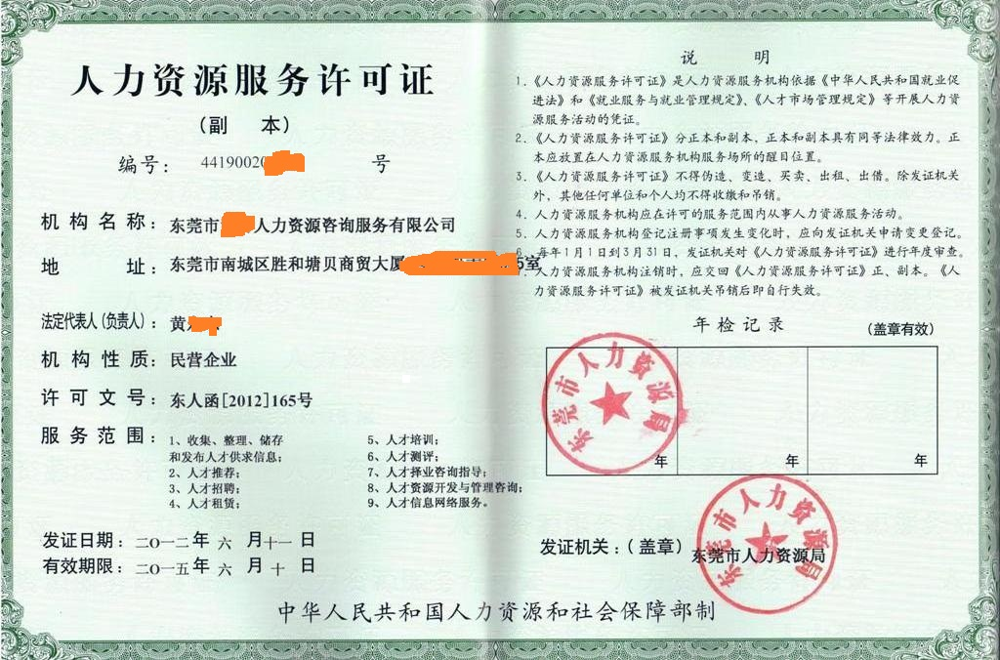 人力资源服务许可证
（副 本）
编号： 4419002 号
机构名称： 东莞市 人力资源咨询服务有限公司
地 址： 东莞市南城区胜和塘贝商贸大厦 室
法定代表人（负责人）： 黄
机构性质： 民营企业
许可文号： 东人函[2012]165号
服务范围：
1、收集、整理、储存
和发布人才供求信息；
2、人才推荐；
3、人才招聘；
4、人才租赁；
5、人才培训；
6、人才测评；
7、人才择业咨询指导；
8、人才资源开发与管理咨询；
9、人才信息网络服务。
发证日期： 二〇一二 年 六 月 十一 日
有效期限： 二〇一五 年 六 月 十 日
说 明
1.《人力资源服务许可证》是人力资源服务机构依据《中华人民共和国就业促
进法》和《就业服务与就业管理规定》、《人才市场管理规定》等开展人力资
源服务活动的凭证。
2.《人力资源服务许可证》分正本和副本，正本和副本具有同等法律效力。正
本应放置在人力资源服务机构服务场所的醒目位置。
3.《人力资源服务许可证》不得伪造、变造、买卖、出租、出借。除发证机关
外，其他任何单位和个人均不得收缴和吊销。
4. 人力资源服务机构应在许可的服务范围内从事人力资源服务活动。
5. 人力资源服务机构登记注册事项发生变化时，应向发证机关申请变更登记。
6. 每年1月1日到3月31日，发证机关对《人力资源服务许可证》进行年度审查。
人力资源服务机构注销时，应交回《人力资源服务许可证》正、副本。《人
力资源服务许可证》被发证机关吊销后即自行失效。
年检记录 （盖章有效）
东莞市人力资源局
年 年 年
发证机关：（盖章） 东莞市人力资源局
东莞市人力资源局
中华人民共和国人力资源和社会保障部制